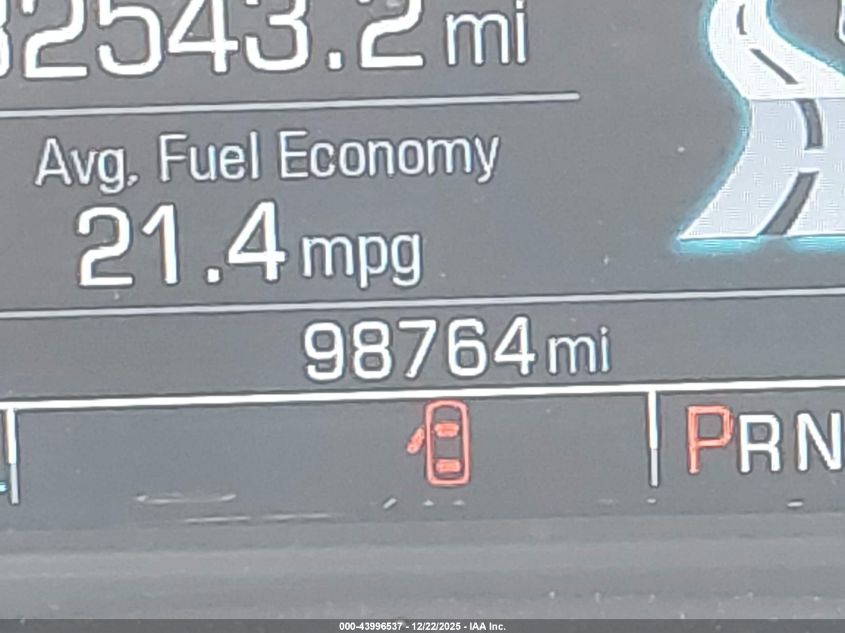 2543.2 mi
Avg. Fuel Economy
21.4 mpg
98764 mi
PRN
000-43996537 - 12/22/2025 - IAA Inc.